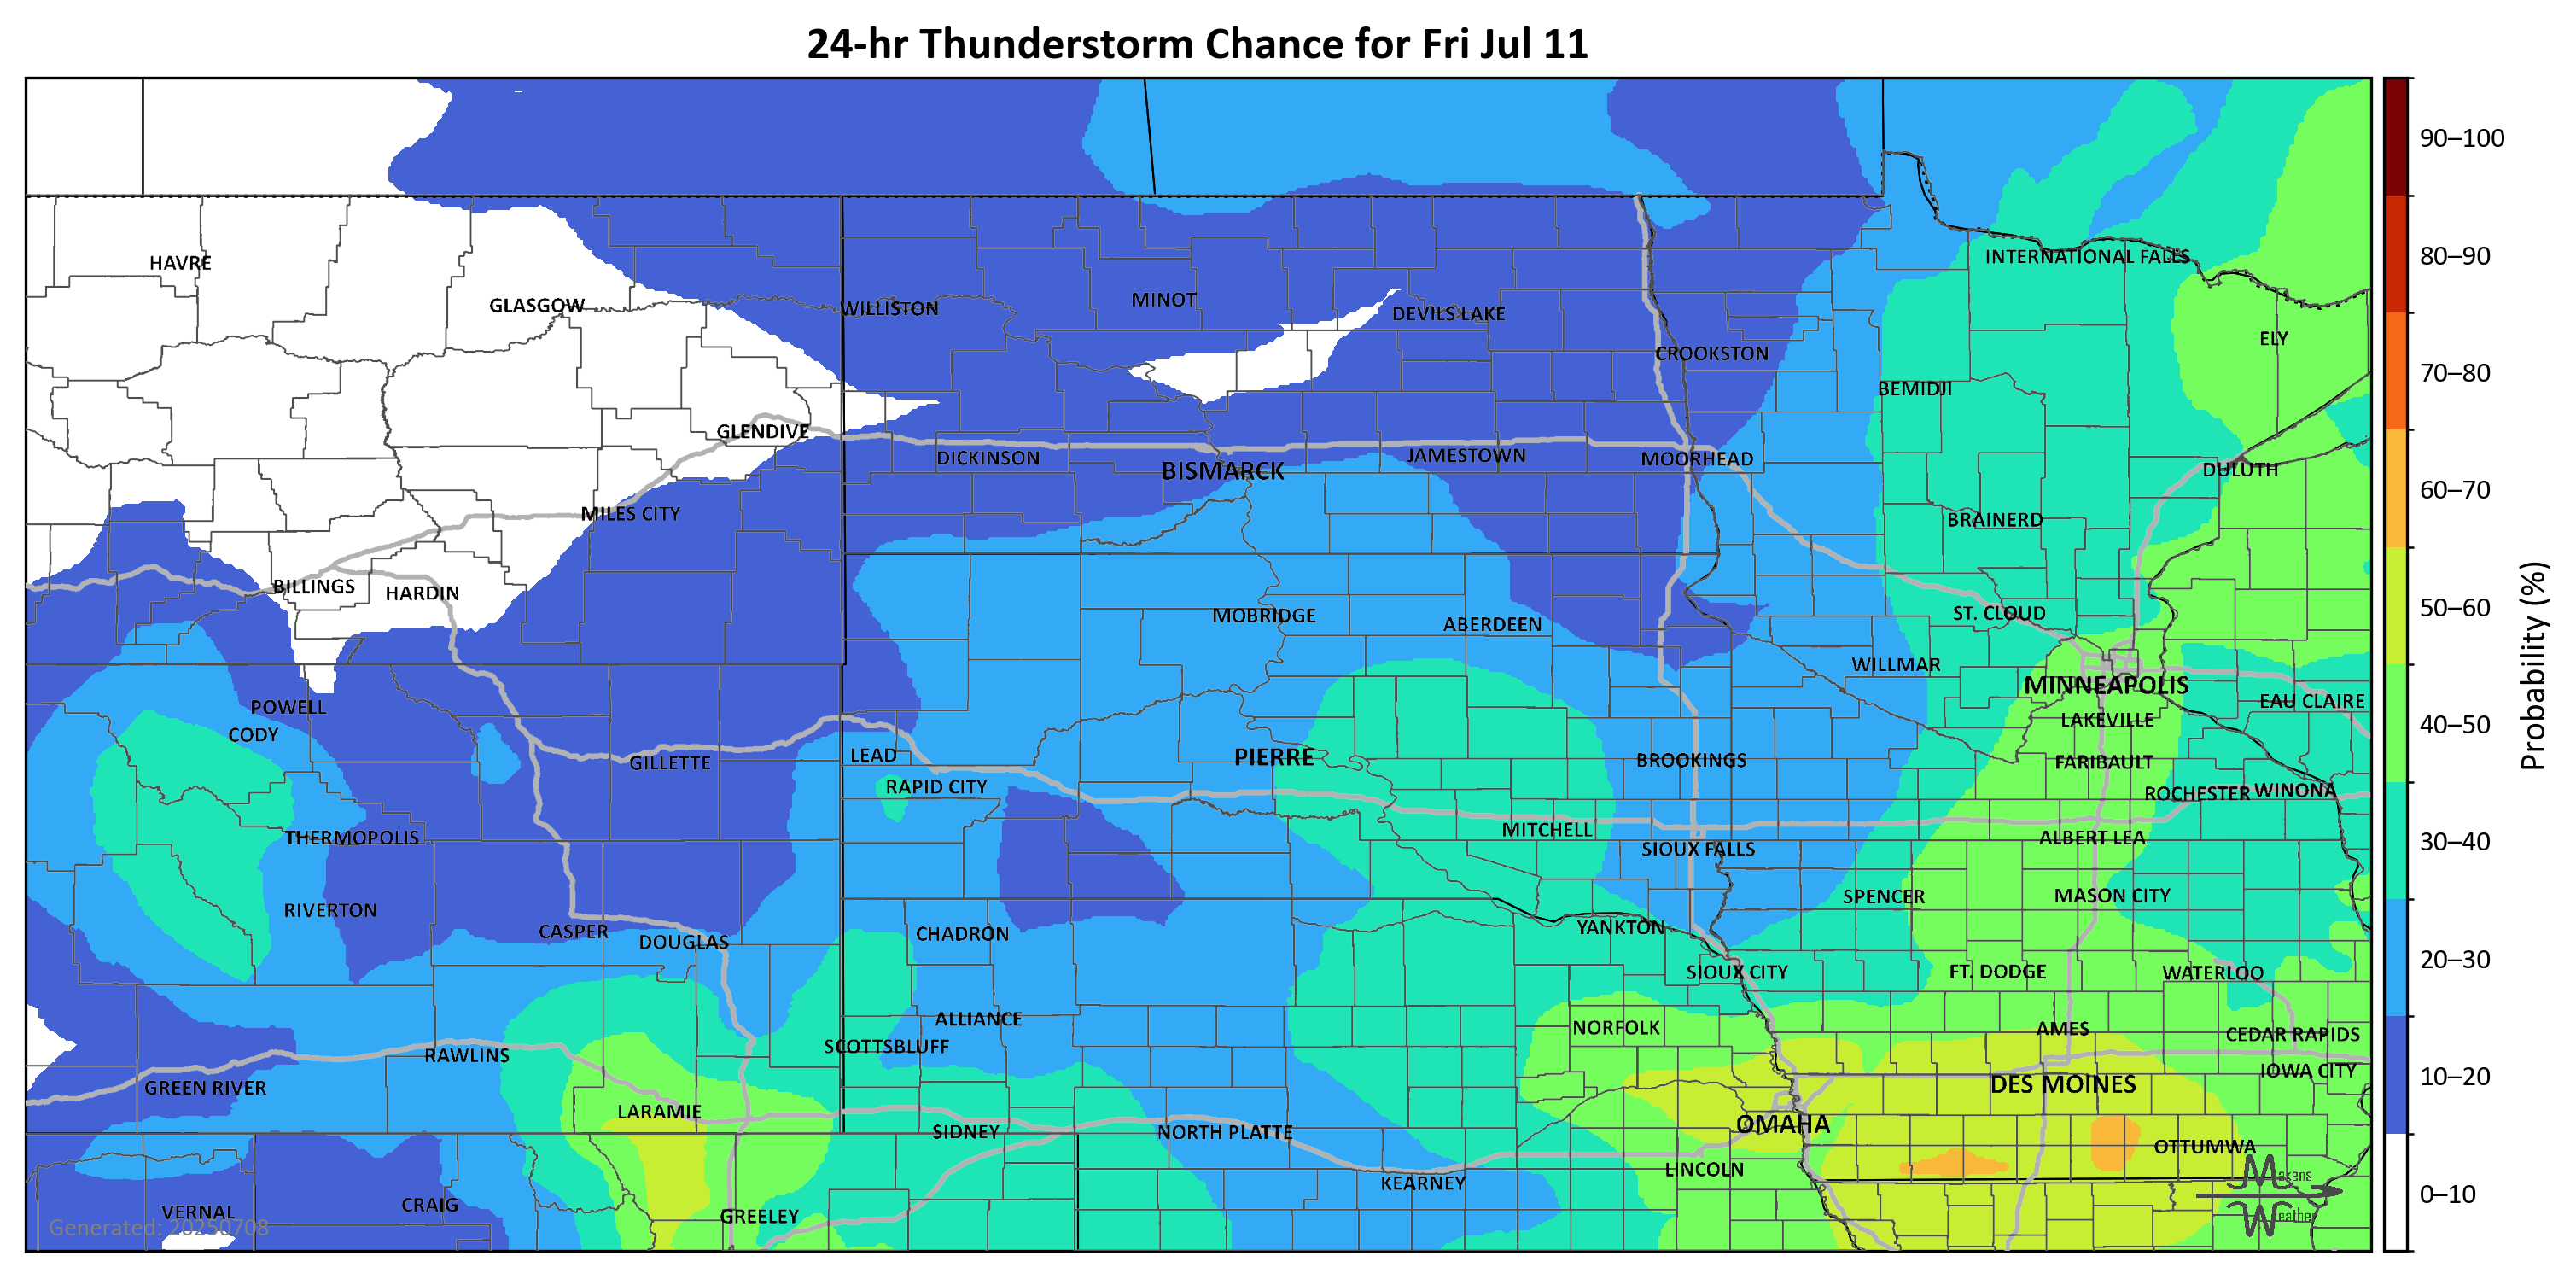 24-hr Thunderstorm Chance for Fri Jul 11
90–100
HAVRE
INTERNATIONAL FALLS
80–90
GLASGOW
WILLISTON
MINOT
DEVILS LAKE
ELY
CROOKSTON
70–80
BEMIDJI
GLENDIVE
DICKINSON
BISMARCK
JAMESTOWN
MOORHEAD
DULUTH
60–70
MILES CITY
BRAINERD
BILLINGS
HARDIN
MOBRIDGE
ABERDEEN
ST. CLOUD
50–60
WILLMAR
Probability (%)
MINNEAPOLIS
POWELL
EAU CLAIRE
CODY
LAKEVILLE
40–50
GILLETTE
LEAD
PIERRE
BROOKINGS
FARIBAULT
RAPID CITY
ROCHESTER
WINONA
THERMOPOLIS
MITCHELL
ALBERT LEA
30–40
SIOUX FALLS
RIVERTON
SPENCER
MASON CITY
CASPER
DOUGLAS
CHADRON
YANKTON
20–30
SIOUX CITY
FT. DODGE
WATERLOO
ALLIANCE
NORFOLK
AMES
CEDAR RAPIDS
RAWLINS
SCOTTSBLUFF
GREEN RIVER
DES MOINES
IOWA CITY
10–20
LARAMIE
SIDNEY
NORTH PLATTE
OMAHA
OTTUMWA
LINCOLN
KEARNEY
Makens
Weather
VERNAL
CRAIG
GREELEY
0–10
Generated: 20250708